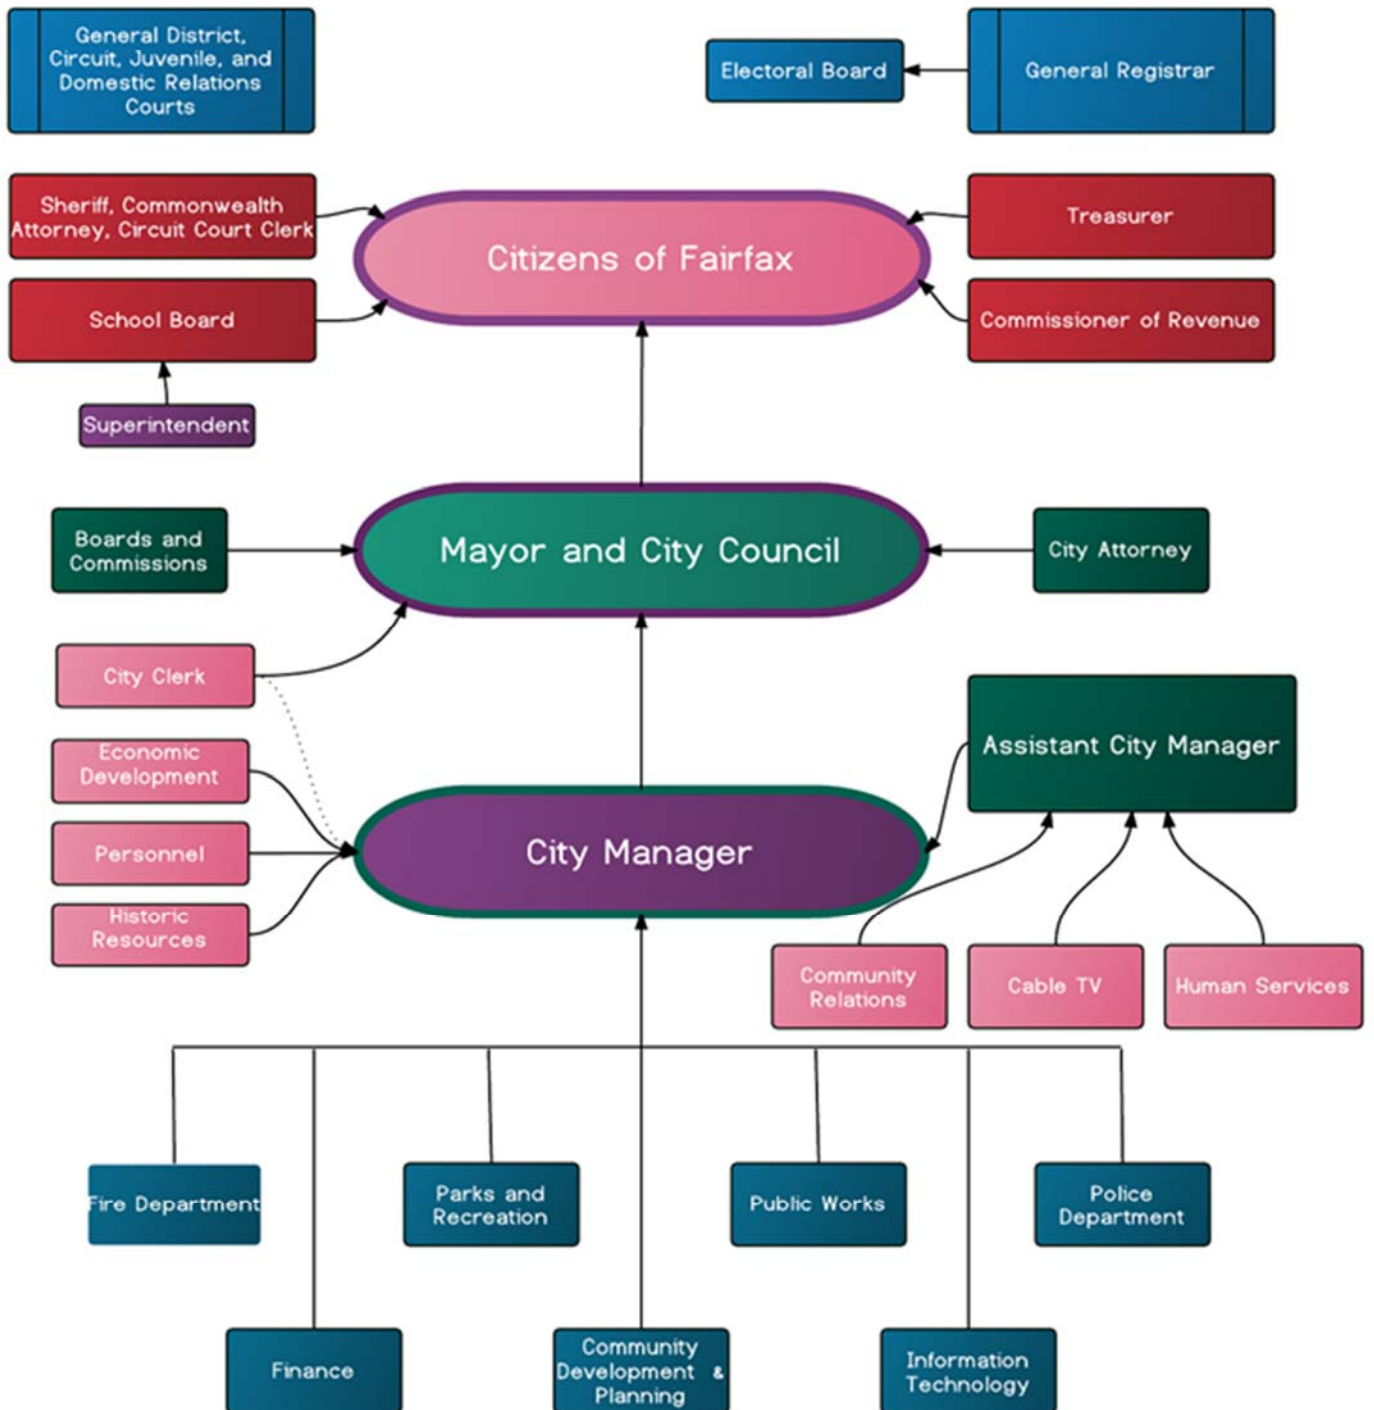 General District,
Circuit, Juvenile, and
Domestic Relations
Courts
Electoral Board
General Registrar
Sheriff, Commonwealth
Attorney, Circuit Court Clerk
Citizens of Fairfax
Treasurer
School Board
Commissioner of Revenue
Superintendent
Boards and
Commissions
Mayor and City Council
City Attorney
City Clerk
Economic
Development
Assistant City Manager
Personnel
City Manager
Historic
Resources
Community
Relations
Cable TV
Human Services
Fire Department
Parks and
Recreation
Public Works
Police
Department
Finance
Community
Development &
Planning
Information
Technology